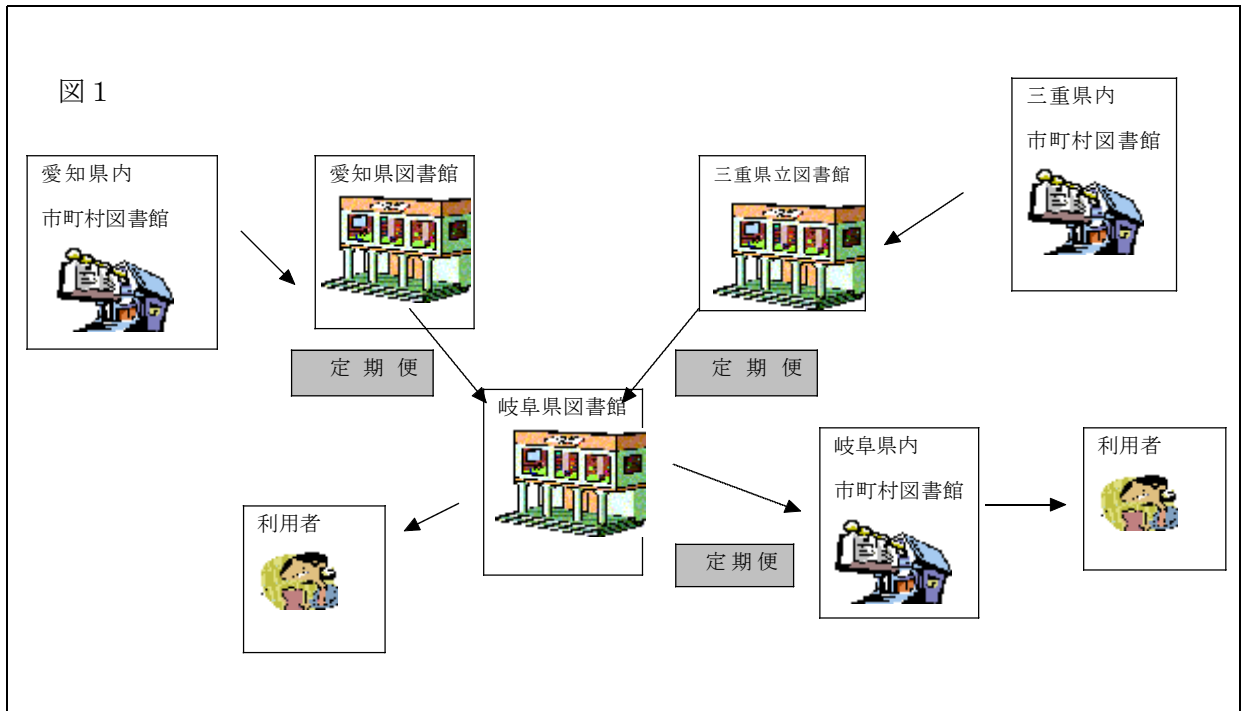 図1
三重県内
市町村図書館
愛知県内
市町村図書館
愛知県図書館
三重県立図書館
定期便
定期便
岐阜県図書館
岐阜県内
市町村図書館
利用者
利用者
定期便